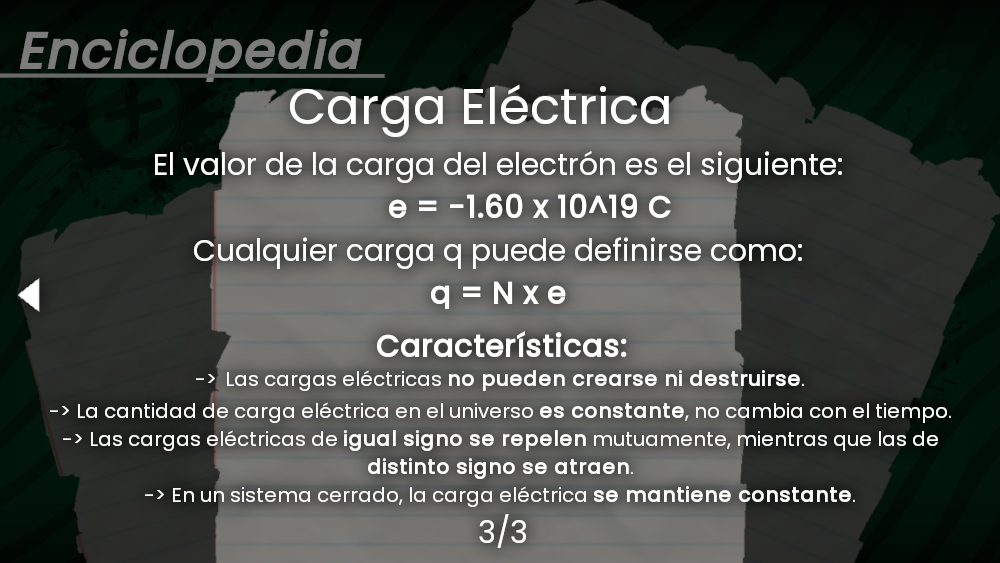 Enciclopedia
Carga Eléctrica
El valor de la carga del electrón es el siguiente:
e = -1.60 x 10^19 C
Cualquier carga q puede definirse como:
q = N x e
Características:
-> Las cargas eléctricas no pueden crearse ni destruirse.
-> La cantidad de carga eléctrica en el universo es constante, no cambia con el tiempo.
-> Las cargas eléctricas de igual signo se repelen mutuamente, mientras que las de
distinto signo se atraen.
-> En un sistema cerrado, la carga eléctrica se mantiene constante.
3/3